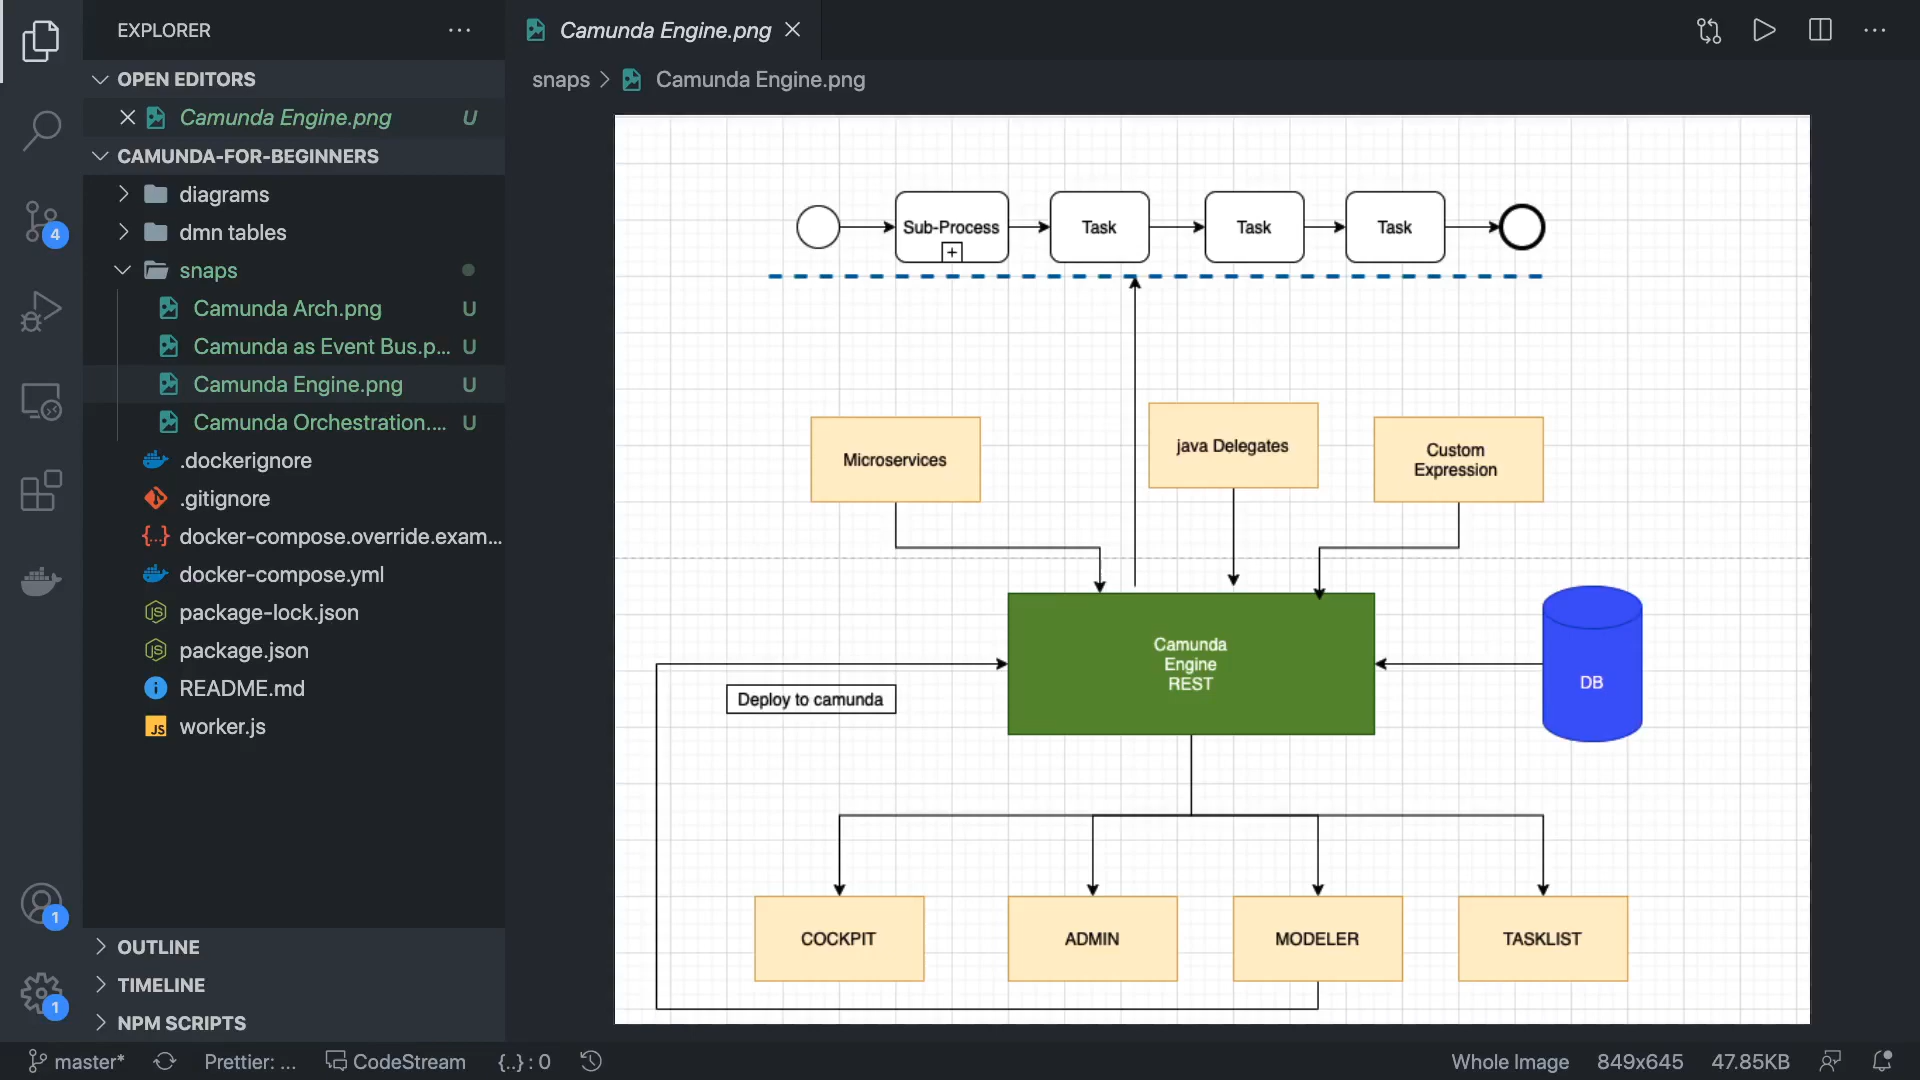 EXPLORER
OPEN EDITORS
Camunda Engine.png U
CAMUNDA-FOR-BEGINNERS
diagrams
dmn tables
snaps
Camunda Arch.png U
Camunda as Event Bus.p... U
Camunda Engine.png U
Camunda Orchestration.... U
.dockerignore
.gitignore
docker-compose.override.exam...
docker-compose.yml
package-lock.json
package.json
README.md
JS worker.js
OUTLINE
TIMELINE
NPM SCRIPTS
4
1
1
Camunda Engine.png
snaps > Camunda Engine.png
Sub-Process
Task
Task
Task
Microservices
java Delegates
Custom
Expression
Camunda
Engine
REST
DB
Deploy to camunda
COCKPIT
ADMIN
MODELER
TASKLIST
master* Prettier: ... CodeStream {..} : 0 Whole Image 849x645 47.85KB